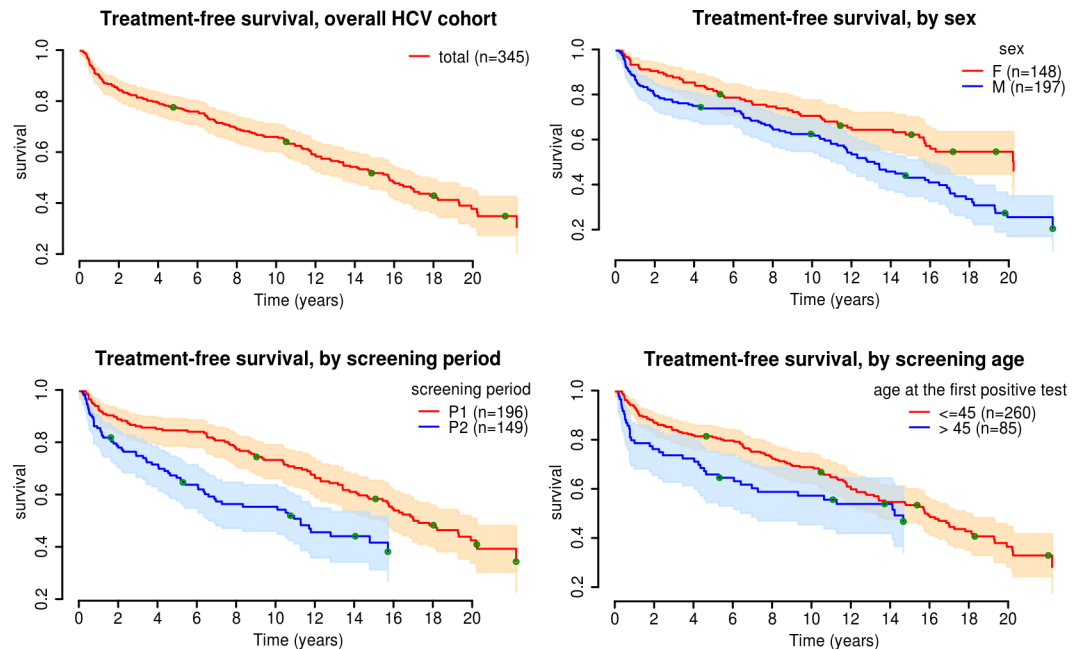 Treatment-free survival, overall HCV cohort
total (n=345)
survival
1.0
0.8
0.6
0.4
0.2
0 2 4 6 8 10 12 14 16 18 20
Time (years)
Treatment-free survival, by sex
sex
F (n=148)
M (n=197)
survival
1.0
0.8
0.6
0.4
0.2
0 2 4 6 8 10 12 14 16 18 20
Time (years)
Treatment-free survival, by screening period
screening period
P1 (n=196)
P2 (n=149)
survival
1.0
0.8
0.6
0.4
0.2
0 2 4 6 8 10 12 14 16 18 20
Time (years)
Treatment-free survival, by screening age
age at the first positive test
<=45 (n=260)
> 45 (n=85)
survival
1.0
0.8
0.6
0.4
0.2
0 2 4 6 8 10 12 14 16 18 20
Time (years)